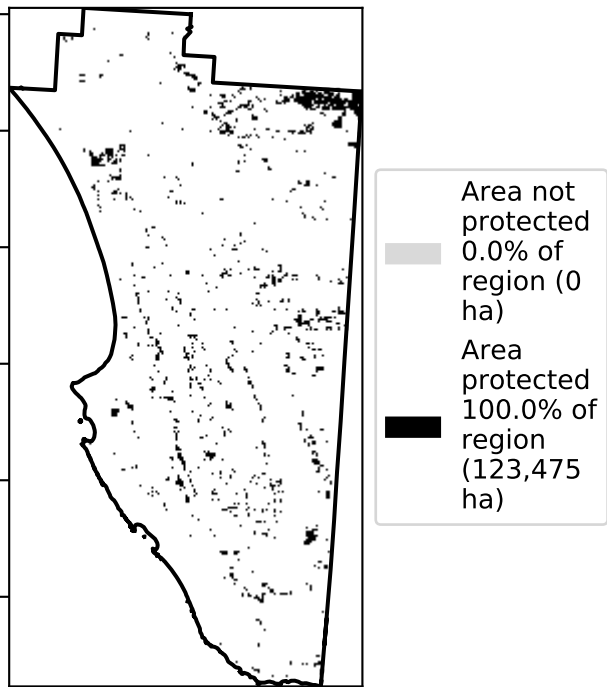 Area not
protected
0.0% of
region (0
ha)
Area
protected
100.0% of
region
(123,475
ha)